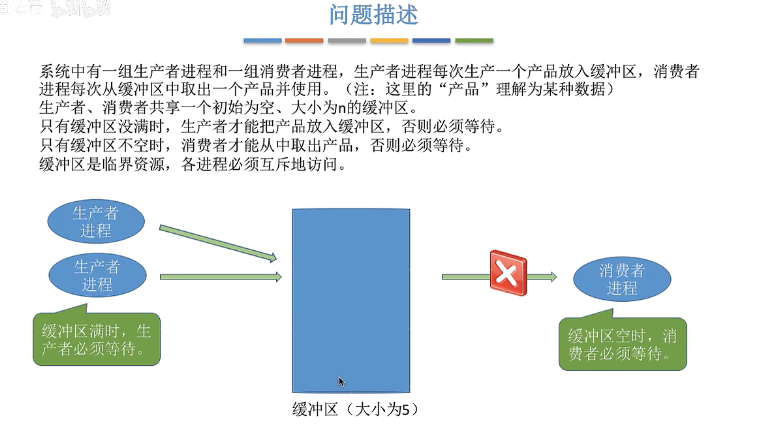 问题描述
系统中有一组生产者进程和一组消费者进程，生产者进程每次生产一个产品放入缓冲区，消费者
进程每次从缓冲区中取出一个产品并使用。（注：这里的“产品”理解为某种数据）
生产者、消费者共享一个初始为空、大小为n的缓冲区。
只有缓冲区没满时，生产者才能把产品放入缓冲区，否则必须等待。
只有缓冲区不空时，消费者才能从中取出产品，否则必须等待。
缓冲区是临界资源，各进程必须互斥地访问。
生产者
进程
生产者
进程
缓冲区满时，生
产者必须等待。
消费者
进程
缓冲区空时，消
费者必须等待。
缓冲区（大小为5）